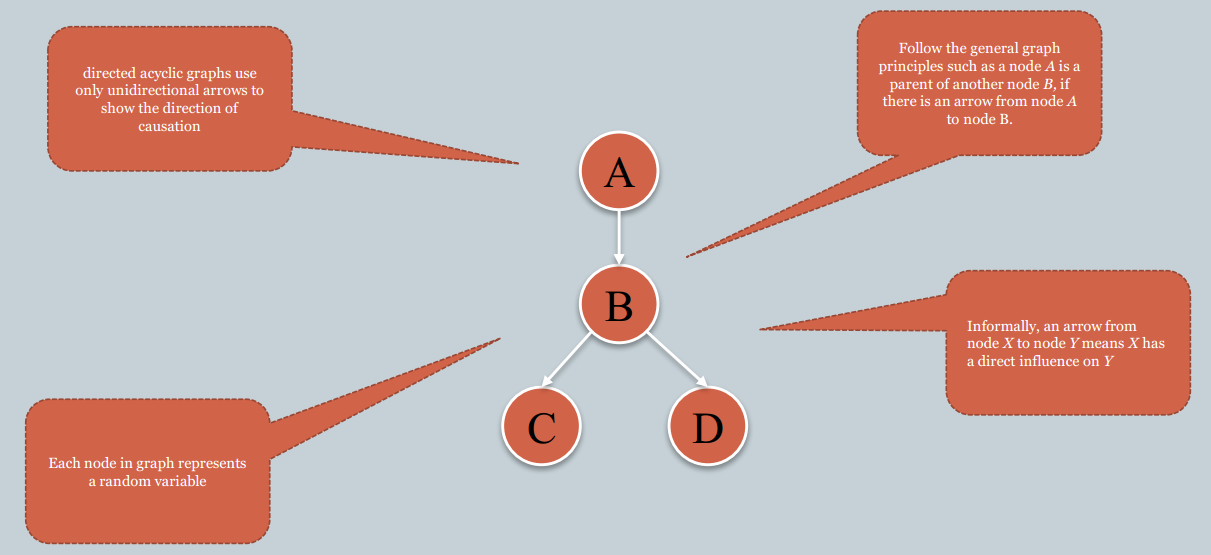 directed acyclic graphs use
only unidirectional arrows to
show the direction of
causation
Follow the general graph
principles such as a node A is a
parent of another node B, if
there is an arrow from node A
to node B.
A
B
Informally, an arrow from
node X to node Y means X has
a direct influence on Y
C
D
Each node in graph represents
a random variable